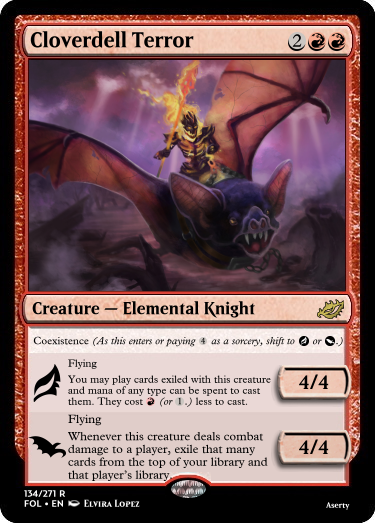 Cloverdell Terror 2
Creature — Elemental Knight
Coexistence (As this enters or paying 4 as a sorcery, shift to or .)
Flying
You may play cards exiled with this creature
and mana of any type can be spent to cast
them. They cost (or 1.) less to cast.
4/4
Flying
Whenever this creature deals combat
damage to a player, exile that many
cards from the top of your library and
that player's library.
4/4
134/271 R
FOL • EN Elvira Lopez
Aserty